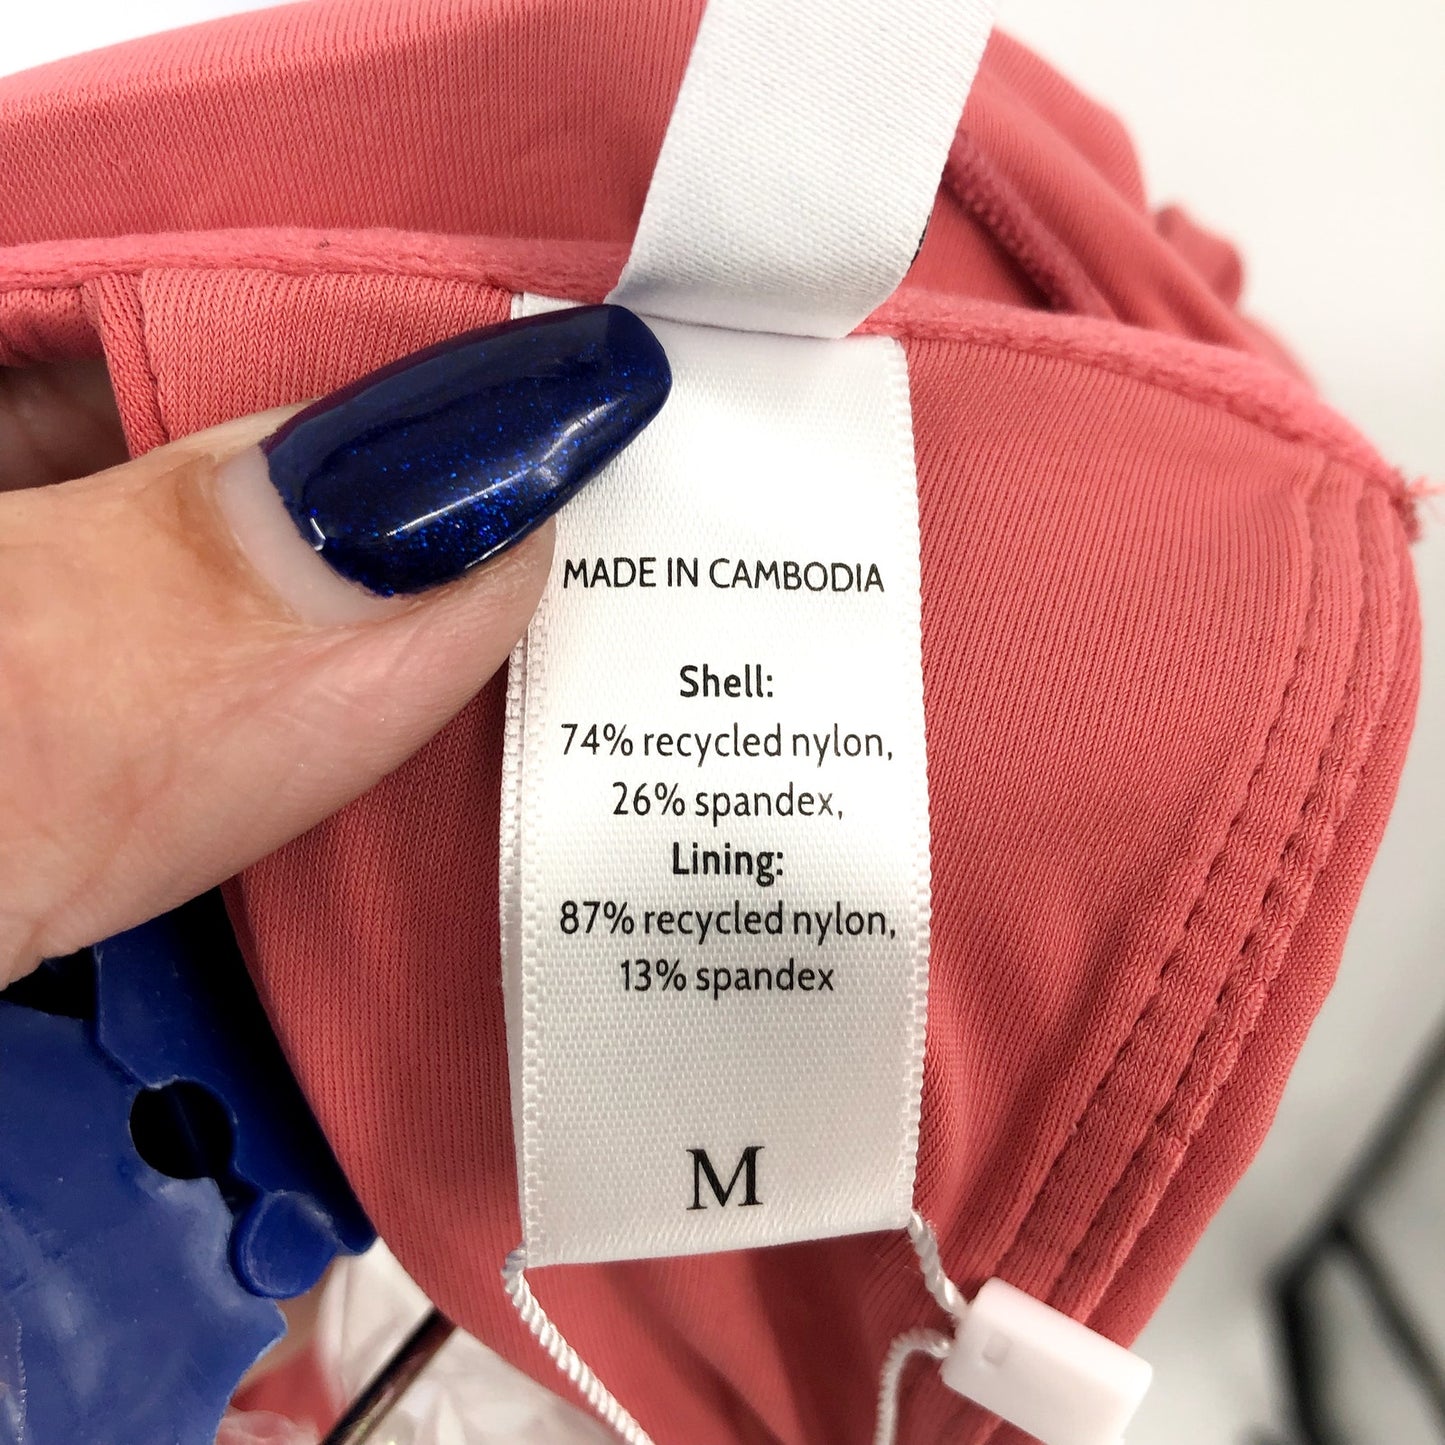 MADE IN CAMBODIA
Shell:
74% recycled nylon,
26% spandex,
Lining:
87% recycled nylon,
13% spandex
M